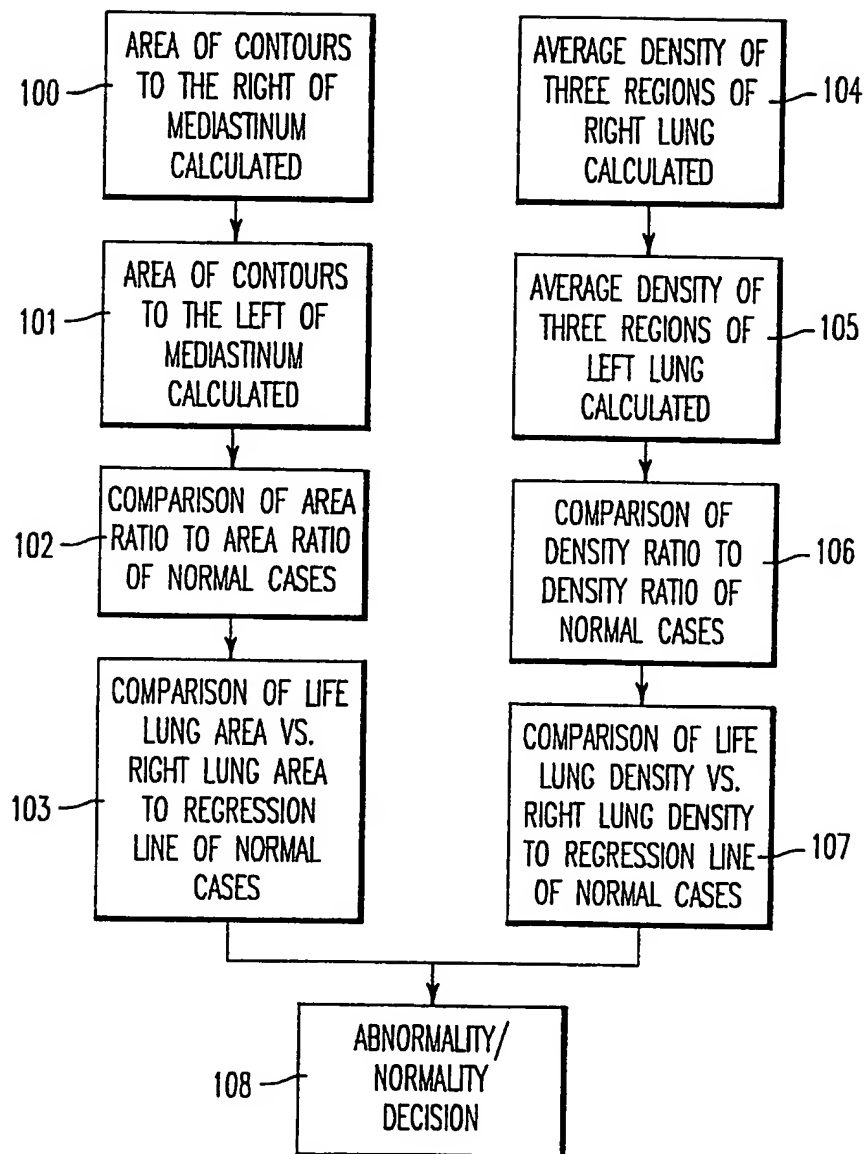 100
AREA OF CONTOURS
TO THE RIGHT OF
MEDIASTINUM
CALCULATED
101
AREA OF CONTOURS
TO THE LEFT OF
MEDIASTINUM
CALCULATED
102
COMPARISON OF AREA
RATIO TO AREA RATIO
OF NORMAL CASES
103
COMPARISON OF LIFE
LUNG AREA VS.
RIGHT LUNG AREA
TO REGRESSION
LINE OF NORMAL
CASES
AVERAGE DENSITY OF
THREE REGIONS OF
RIGHT LUNG
CALCULATED
104
AVERAGE DENSITY OF
THREE REGIONS OF
LEFT LUNG
CALCULATED
105
COMPARISON OF
DENSITY RATIO TO
DENSITY RATIO OF
NORMAL CASES
106
COMPARISON OF LIFE
LUNG DENSITY VS.
RIGHT LUNG DENSITY
TO REGRESSION LINE
OF NORMAL CASES
107
108
ABNORMALITY/
NORMALITY
DECISION